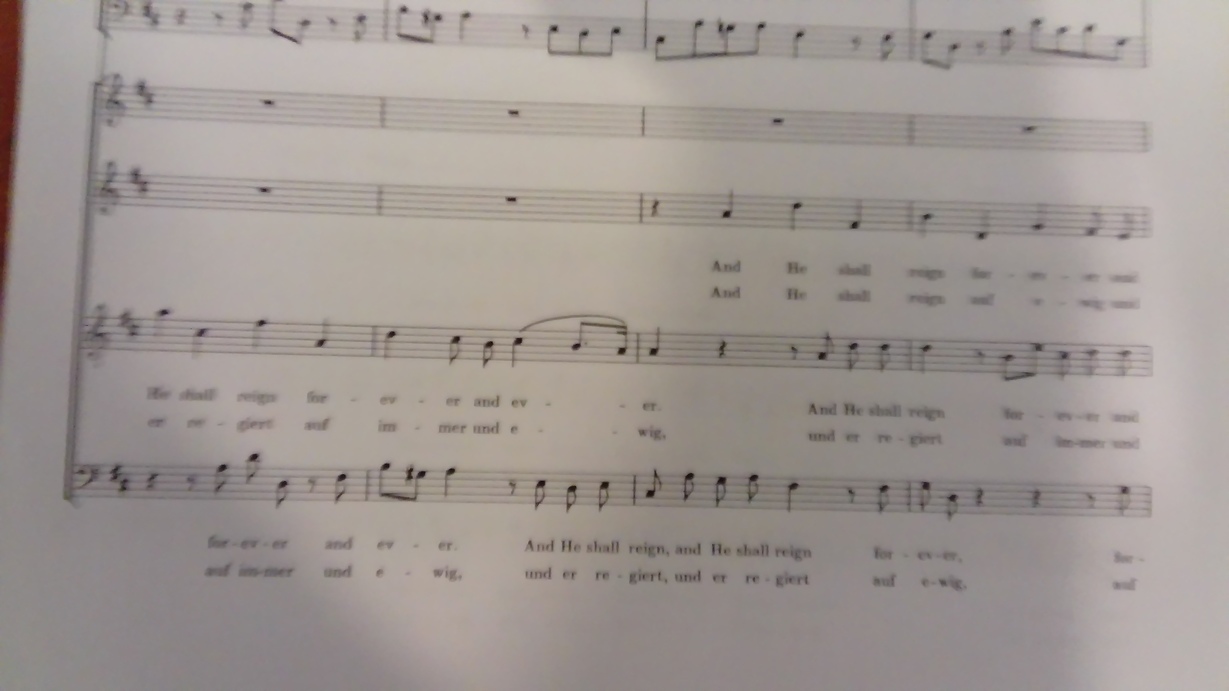 And He shall reign for - ev - er and
And He shall reign auf e - wig und
He shall reign for - ev - er and ev - - er. And He shall reign for - ev - er and
er re - giert auf im - mer und e - - wig, und er re - giert auf im - mer und
for - ev - er and ev - er. And He shall reign, and He shall reign for - ev - er, for -
auf im - mer und e - wig, und er re - giert, und er re - giert auf e - wig, auf